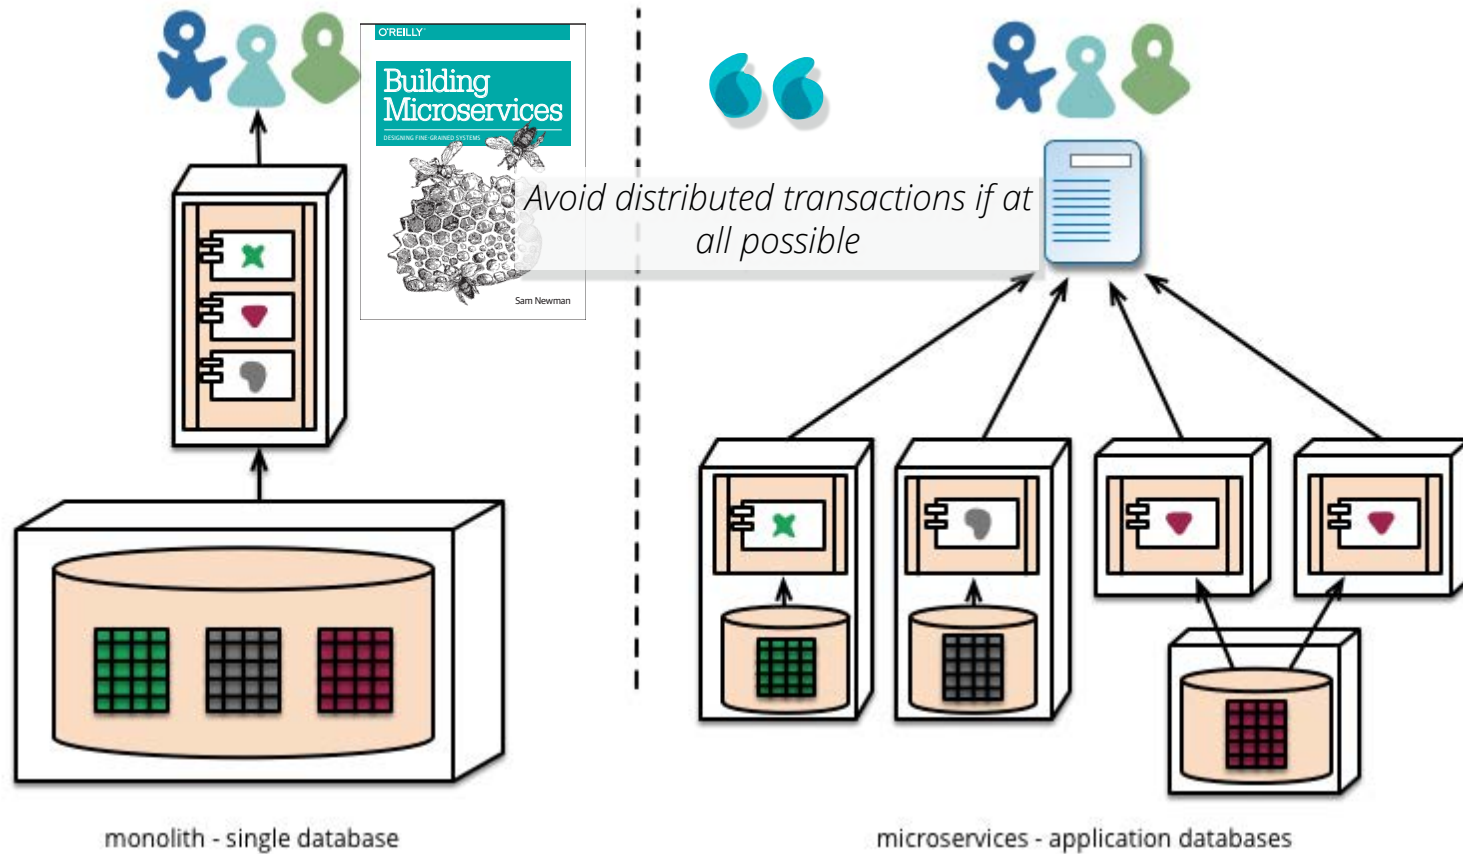 O'REILLY®
Building
Microservices
DESIGNING FINE-GRAINED SYSTEMS
Sam Newman
Avoid distributed transactions if at
all possible
monolith - single database
microservices - application databases